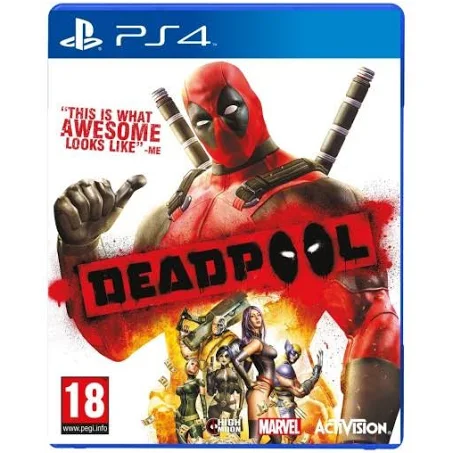 PS4
"THIS IS WHAT
AWESOME
LOOKS LIKE"-ME
DEADPOOL
18
www.pegi.info
HIGH
MOON
MARVEL
ACTIVISION